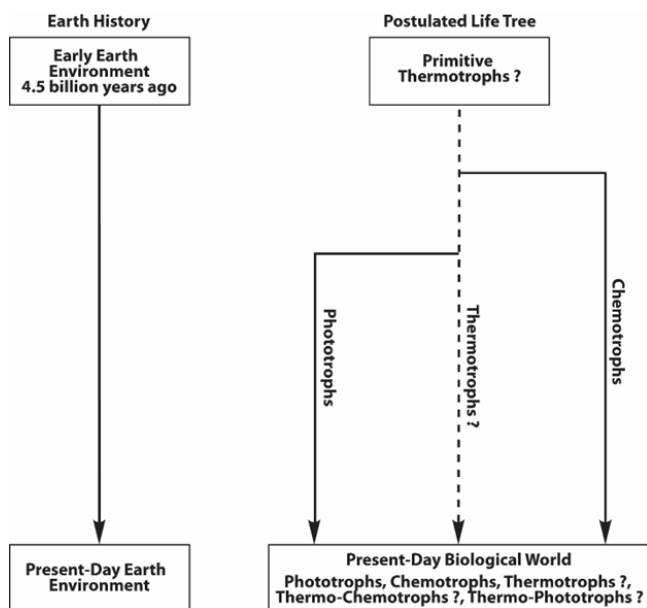 Earth History
Postulated Life Tree
Early Earth
Environment
4.5 billion years ago
Primitive
Thermotrophs ?
Phototrophs
Thermotrophs ?
Chemotrophs
Present-Day Earth
Environment
Present-Day Biological World
Phototrophs, Chemotrophs, Thermotrophs ?,
Thermo-Chemotrophs ?, Thermo-Phototrophs ?